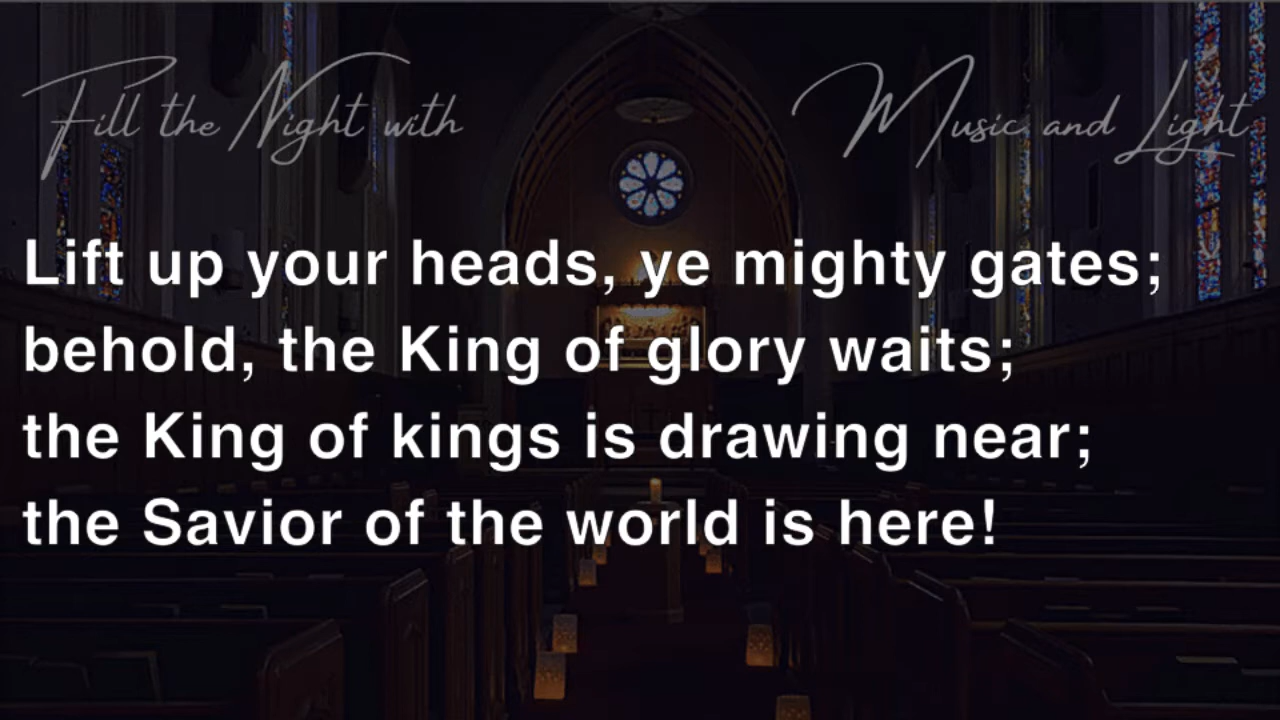 Fill the Night with Music and Light
Lift up your heads, ye mighty gates;
behold, the King of glory waits;
the King of kings is drawing near;
the Savior of the world is here!